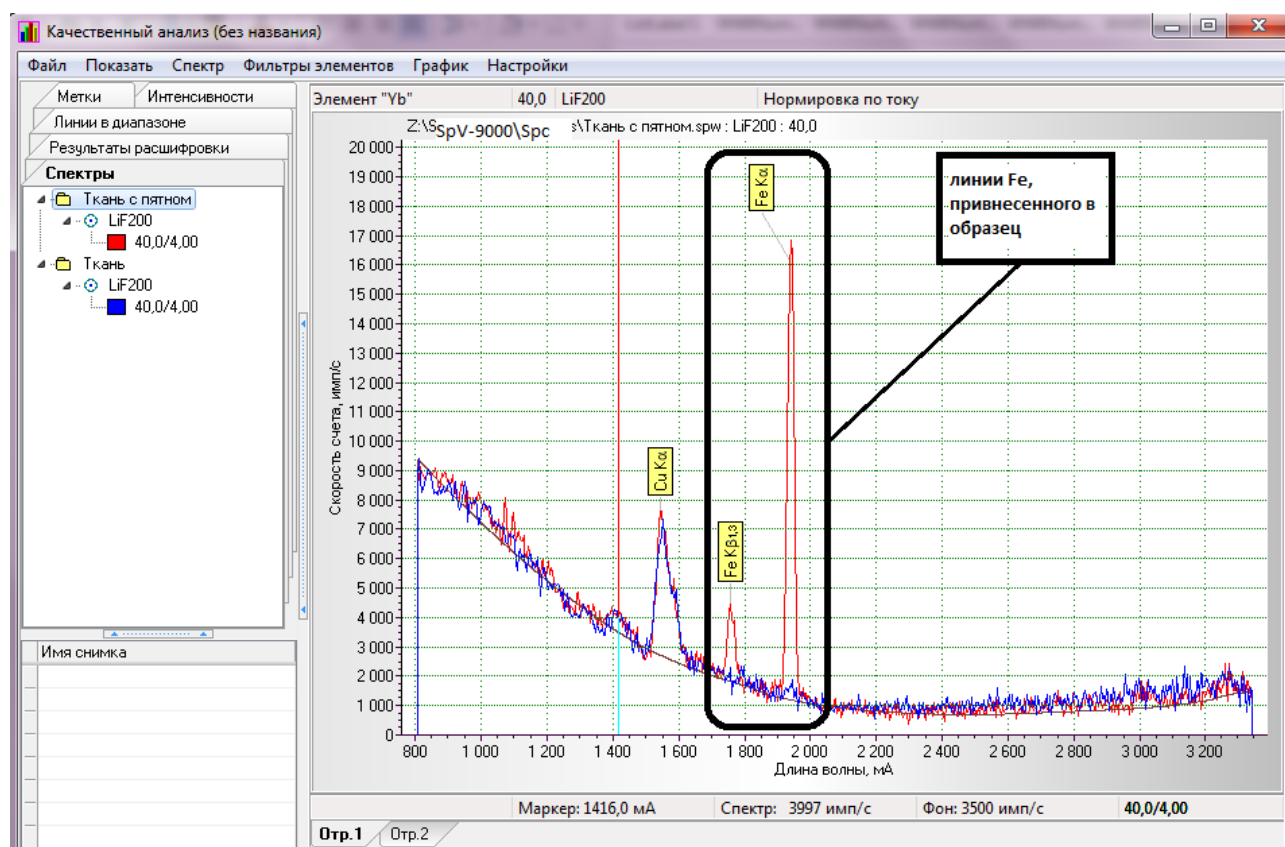 Качественный анализ (без названия)
Файл Показать Спектр Фильтры элементов График Настройки
Метки Интенсивности
Линии в диапазоне
Результаты расшифровки
Спектры
Ткань с пятном
LiF200
40,0/4,00
Ткань
LiF200
40,0/4,00
Имя снимка
Элемент "Yb" 40,0 LiF200 Нормировка по току
Z:\S SpV-9000\Spc s\Ткань с пятном.spw : LiF200 : 40,0
Скорость счета, имп/с
20 000
19 000
18 000
17 000
16 000
15 000
14 000
13 000
12 000
11 000
10 000
9 000
8 000
7 000
6 000
5 000
4 000
3 000
2 000
1 000
0
Cu Kα
Fe Kβ1,3
Fe Kα
линии Fe,
привнесенного в
образец
800 1 000 1 200 1 400 1 600 1 800 2 000 2 200 2 400 2 600 2 800 3 000 3 200
Длина волны, мА
Маркер: 1416,0 мА Спектр: 3997 имп/с Фон: 3500 имп/с 40,0/4,00
Отр.1 Отр.2